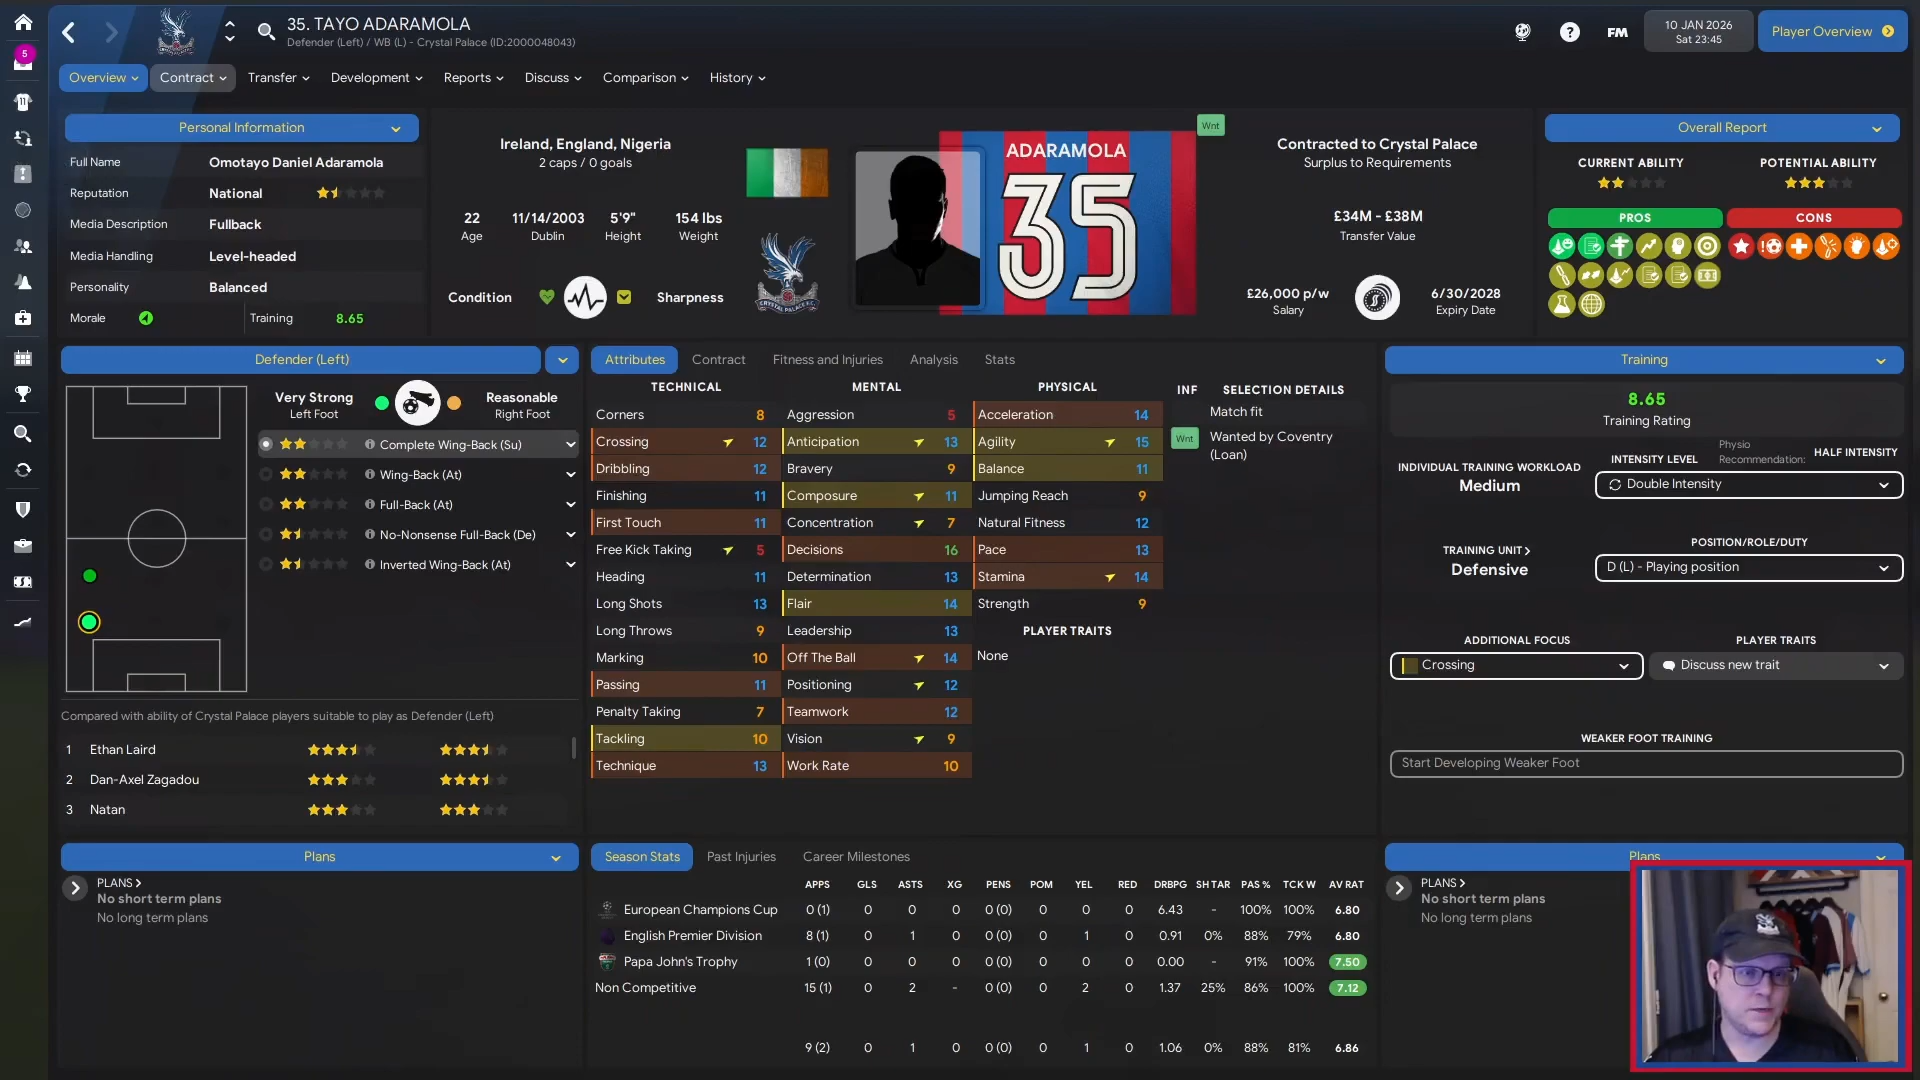 35. TAYO ADARAMOLA
Defender (Left) / WB (L) - Crystal Palace (ID:2000048043)
FM
10 JAN 2026
Sat 23:45
Player Overview
5
Overview
Contract
Transfer
Development
Reports
Discuss
Comparison
History
Personal Information
Full Name Omotayo Daniel Adaramola
Reputation National
Media Description Fullback
Media Handling Level-headed
Personality Balanced
Morale Training 8.65
Ireland, England, Nigeria
2 caps / 0 goals
22 11/14/2003 5'9" 154 lbs
Age Dublin Height Weight
Condition Sharpness
CRYSTAL PALACE F.C.
ADARAMOLA
35
Wnt
Contracted to Crystal Palace
Surplus to Requirements
£34M - £38M
Transfer Value
£26,000 p/w 6/30/2028
Salary Expiry Date
Overall Report
CURRENT ABILITY POTENTIAL ABILITY
PROS CONS
Defender (Left)
Very Strong Reasonable
Left Foot Right Foot
Complete Wing-Back (Su)
Wing-Back (At)
Full-Back (At)
No-Nonsense Full-Back (De)
Inverted Wing-Back (At)
Compared with ability of Crystal Palace players suitable to play as Defender (Left)
1 Ethan Laird
2 Dan-Axel Zagadou
3 Natan
Attributes Contract Fitness and Injuries Analysis Stats
TECHNICAL MENTAL PHYSICAL
Corners 8 Aggression 5 Acceleration 14
Crossing 12 Anticipation 13 Agility 15
Dribbling 12 Bravery 9 Balance 11
Finishing 11 Composure 11 Jumping Reach 9
First Touch 11 Concentration 7 Natural Fitness 12
Free Kick Taking 5 Decisions 16 Pace 13
Heading 11 Determination 13 Stamina 14
Long Shots 13 Flair 14 Strength 9
Long Throws 9 Leadership 13 PLAYER TRAITS
Marking 10 Off The Ball 14 None
Passing 11 Positioning 12
Penalty Taking 7 Teamwork 12
Tackling 10 Vision 9
Technique 13 Work Rate 10
INF SELECTION DETAILS
Match fit
Wnt Wanted by Coventry
(Loan)
Training
8.65
Training Rating
INDIVIDUAL TRAINING WORKLOAD
Medium
INTENSITY LEVEL
Physio
Recommendation:
HALF INTENSITY
Double Intensity
TRAINING UNIT
Defensive
POSITION/ROLE/DUTY
D (L) - Playing position
ADDITIONAL FOCUS
Crossing
PLAYER TRAITS
Discuss new trait
WEAKER FOOT TRAINING
Start Developing Weaker Foot
Plans
PLANS
No short term plans
No long term plans
Season Stats Past Injuries Career Milestones
APPS GLS ASTS XG PENS POM YEL RED DRBPG SH TAR PAS % TCK W AV RAT
European Champions Cup 0 (1) 0 0 0 0 (0) 0 0 0 6.43 - 100% 100% 6.80
English Premier Division 8 (1) 0 1 0 0 (0) 0 1 0 0.91 0% 88% 79% 6.80
Papa John's Trophy 1 (0) 0 0 0 0 (0) 0 0 0 0.00 - 91% 100% 7.50
Non Competitive 15 (1) 0 2 - 0 (0) 0 2 0 1.37 25% 86% 100% 7.12
9 (2) 0 1 0 0 (0) 0 1 0 1.06 0% 88% 81% 6.86
Plans
PLANS
No short term plans
No long term plans